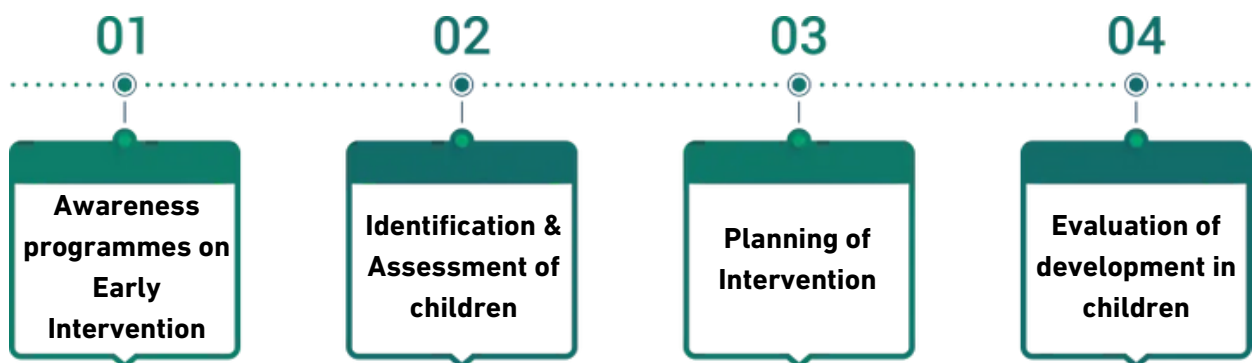 01
02
03
04
Awareness
programmes on
Early
Intervention
Identification &
Assessment of
children
Planning of
Intervention
Evaluation of
development in
children